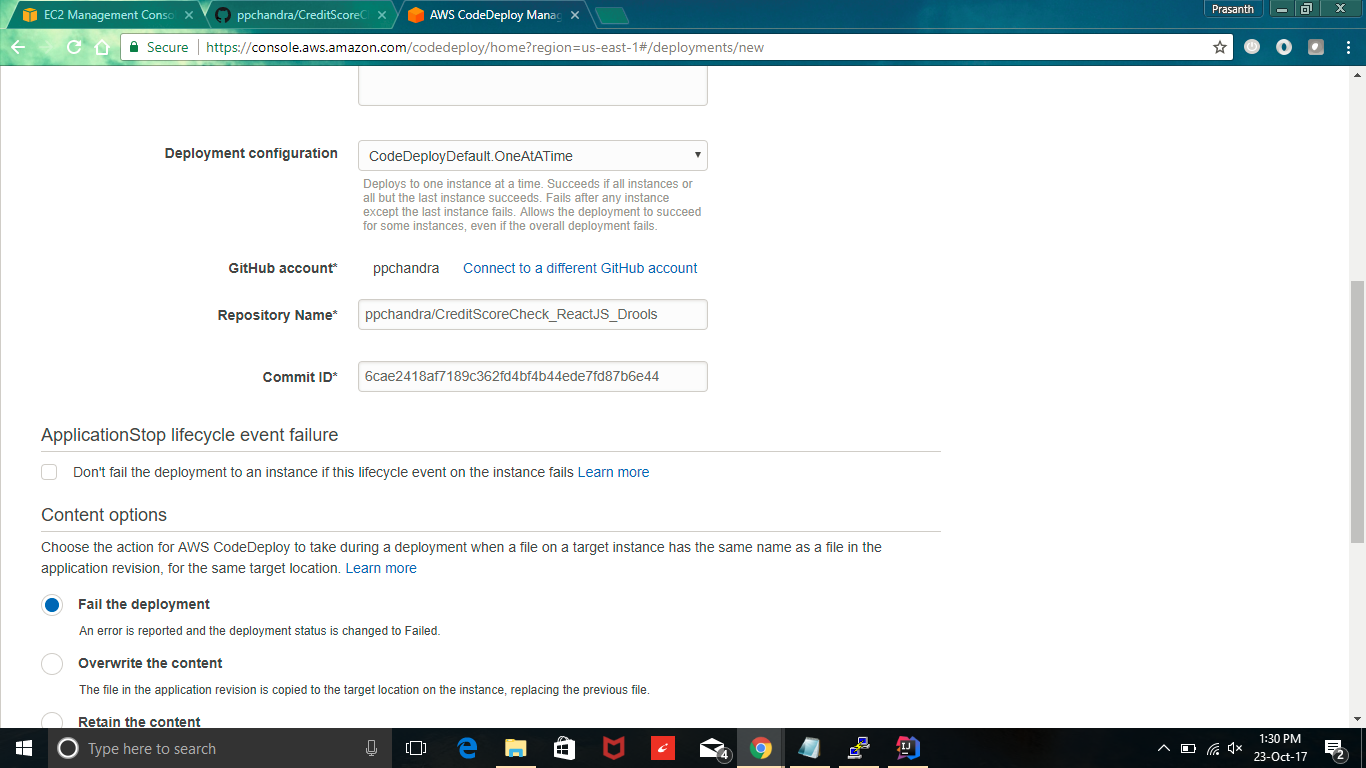 EC2 Management Conso
ppchandra/CreditScoreC
AWS CodeDeploy Manag
Prasanth
Secure
https://console.aws.amazon.com/codedeploy/home?region=us-east-1#/deployments/new
Deployment configuration
CodeDeployDefault.OneAtATime
Deploys to one instance at a time. Succeeds if all instances or
all but the last instance succeeds. Fails after any instance
except the last instance fails. Allows the deployment to succeed
for some instances, even if the overall deployment fails.
GitHub account* ppchandra Connect to a different GitHub account
Repository Name* ppchandra/CreditScoreCheck_ReactJS_Drools
Commit ID* 6cae2418af7189c362fd4bf4b44ede7fd87b6e44
ApplicationStop lifecycle event failure
Don't fail the deployment to an instance if this lifecycle event on the instance fails Learn more
Content options
Choose the action for AWS CodeDeploy to take during a deployment when a file on a target instance has the same name as a file in the
application revision, for the same target location. Learn more
Fail the deployment
An error is reported and the deployment status is changed to Failed.
Overwrite the content
The file in the application revision is copied to the target location on the instance, replacing the previous file.
Retain the content
Type here to search
4
1:30 PM
23-Oct-17
2